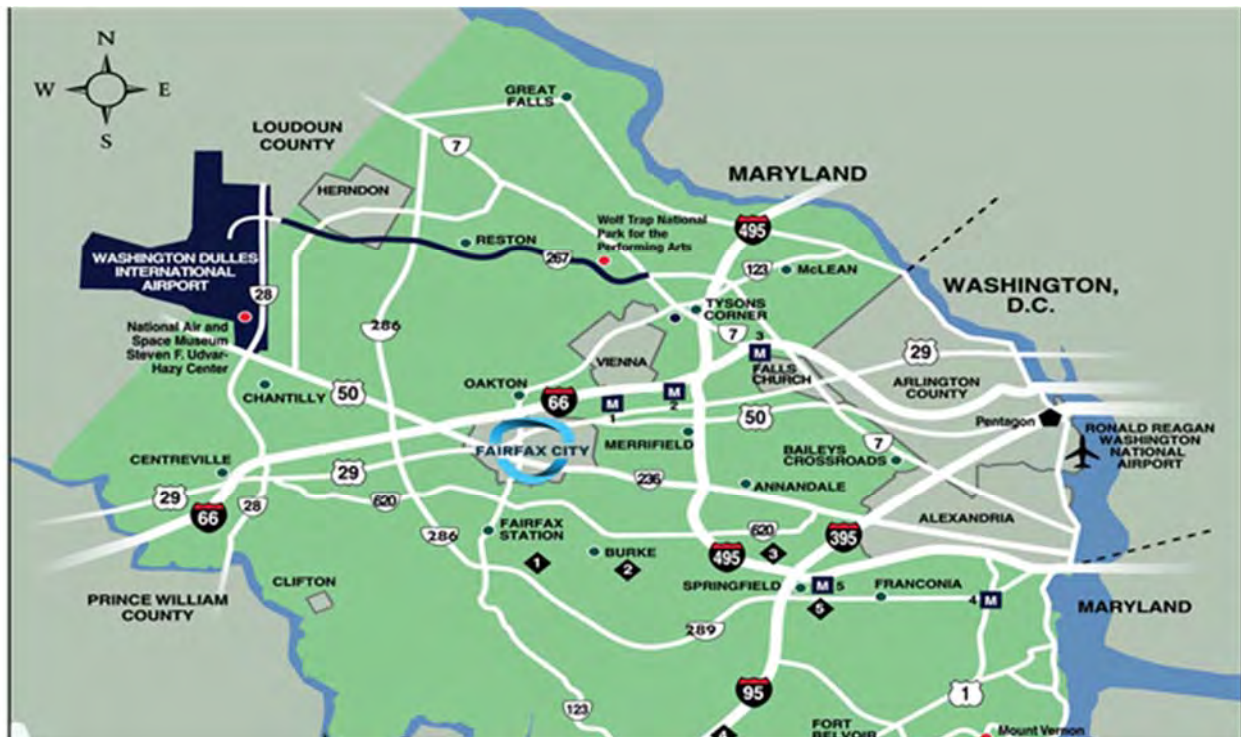 N
W E
S
GREAT
FALLS
LOUDOUN
COUNTY
7
HERNDON
MARYLAND
495
Wolf Trap National
Park for the
Performing Arts
RESTON
267
123
McLEAN
WASHINGTON DULLES
INTERNATIONAL
AIRPORT
28
WASHINGTON,
D.C.
TYSONS
CORNER
7
National Air and
Space Museum
Steven F. Udvar-
Hazy Center
286
3
M
29
VIENNA
FALLS
CHURCH
ARLINGTON
COUNTY
CHANTILLY
50
OAKTON
66
M
1
M
2
50
Pentagon
RONALD REAGAN
WASHINGTON
NATIONAL
AIRPORT
FAIRFAX CITY
MERRIFIELD
7
BAILEYS
CROSSROADS
CENTREVILLE
29
236
ANNANDALE
29
66
28
620
286
FAIRFAX
STATION
620
395
ALEXANDRIA
1
BURKE
2
495
3
CLIFTON
SPRINGFIELD
M 5
FRANCONIA
4 M
PRINCE WILLIAM
COUNTY
MARYLAND
289
95
1
123
FORT
BELVOIR
Mount Vernon
4